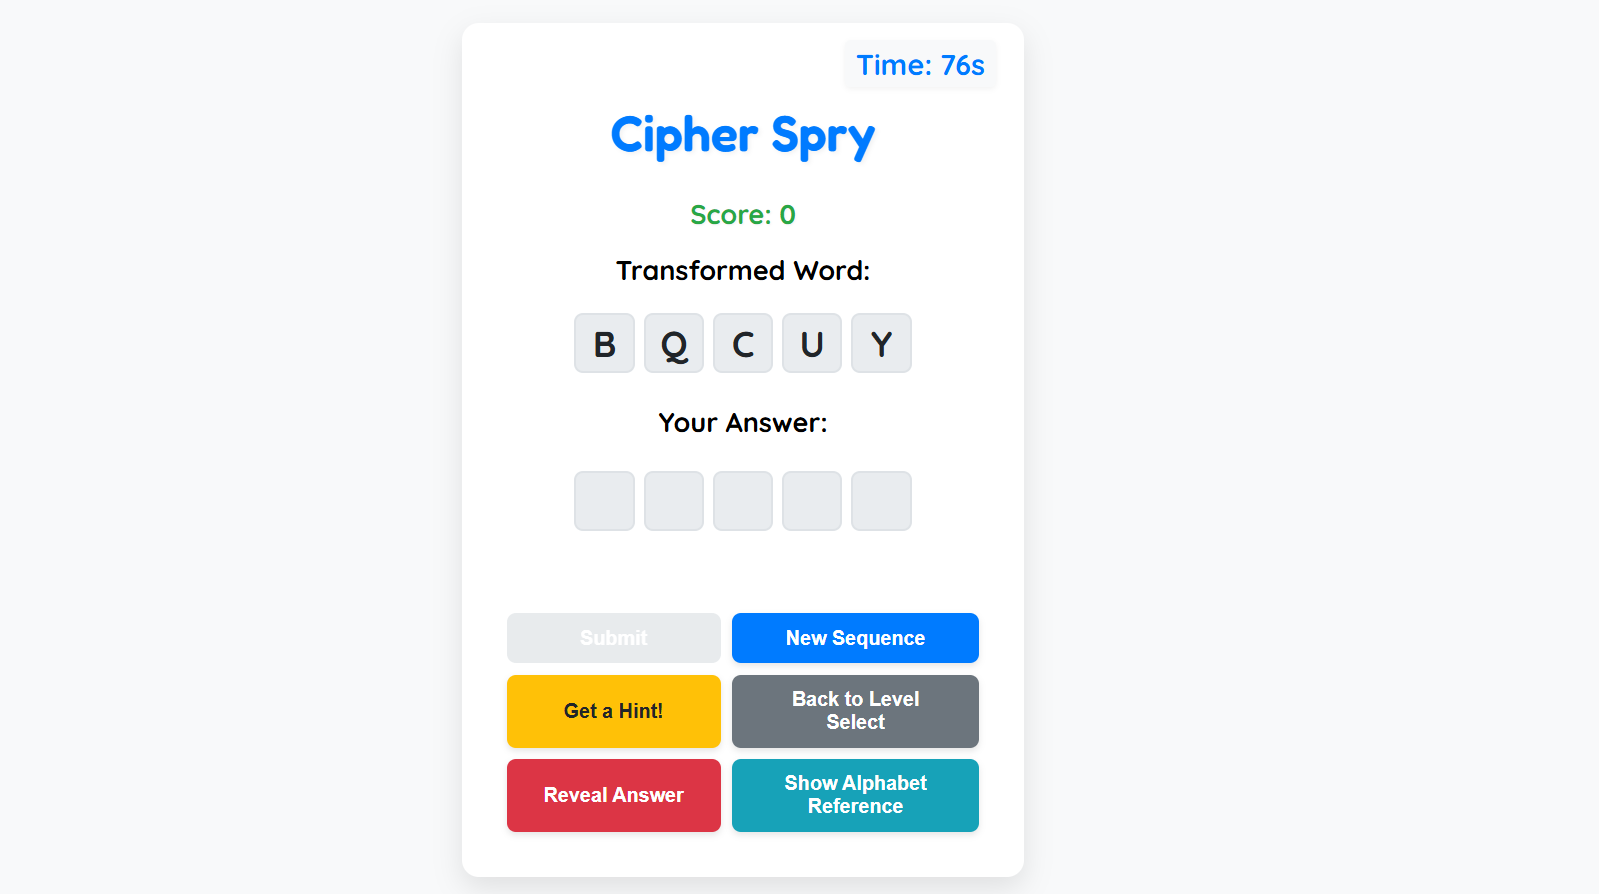 Time: 76s
Cipher Spry
Score: 0
Transformed Word:
B Q C U Y
Your Answer:
Submit
New Sequence
Get a Hint!
Back to Level
Select
Reveal Answer
Show Alphabet
Reference